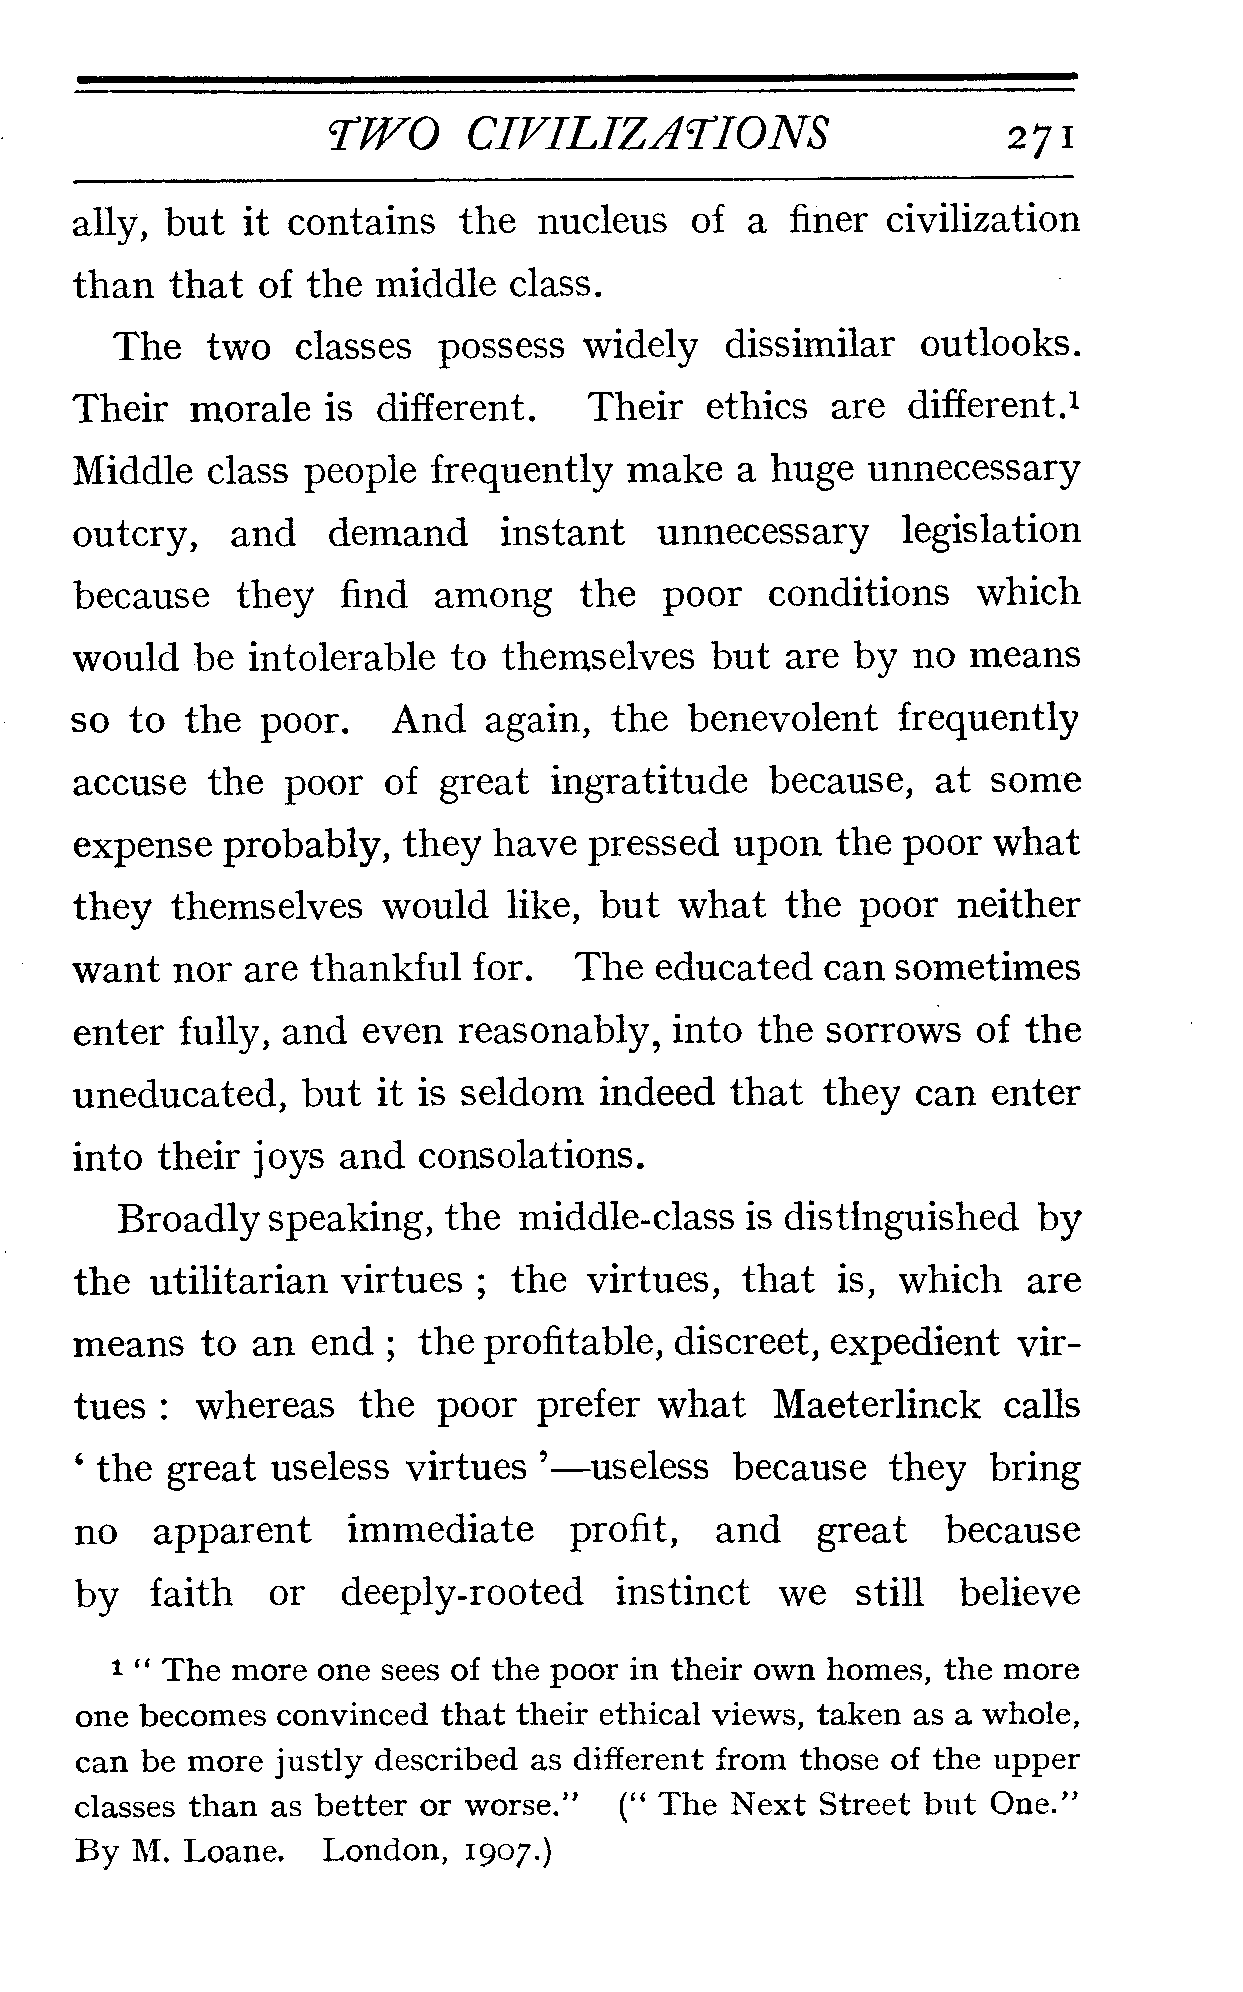 TWO CIVILIZATIONS 271
ally, but it contains the nucleus of a finer civilization
than that of the middle class.
The two classes possess widely dissimilar outlooks.
Their morale is different. Their ethics are different.¹
Middle class people frequently make a huge unnecessary
outcry, and demand instant unnecessary legislation
because they find among the poor conditions which
would be intolerable to themselves but are by no means
so to the poor. And again, the benevolent frequently
accuse the poor of great ingratitude because, at some
expense probably, they have pressed upon the poor what
they themselves would like, but what the poor neither
want nor are thankful for. The educated can sometimes
enter fully, and even reasonably, into the sorrows of the
uneducated, but it is seldom indeed that they can enter
into their joys and consolations.
Broadly speaking, the middle-class is distinguished by
the utilitarian virtues ; the virtues, that is, which are
means to an end ; the profitable, discreet, expedient vir-
tues : whereas the poor prefer what Maeterlinck calls
‘ the great useless virtues ’—useless because they bring
no apparent immediate profit, and great because
by faith or deeply-rooted instinct we still believe
¹ “ The more one sees of the poor in their own homes, the more
one becomes convinced that their ethical views, taken as a whole,
can be more justly described as different from those of the upper
classes than as better or worse.” (“ The Next Street but One.”
By M. Loane. London, 1907.)